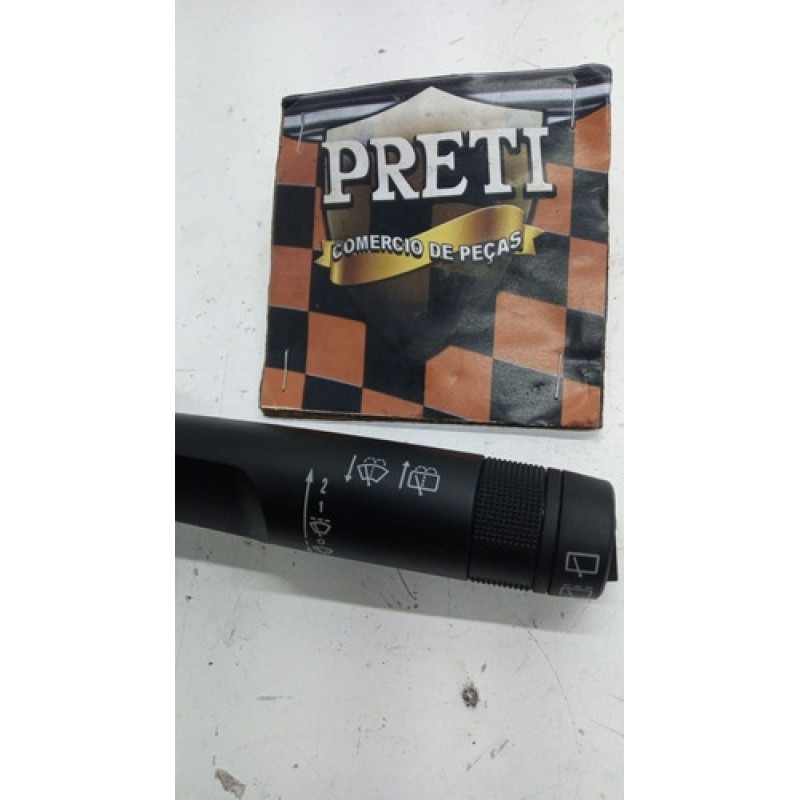 PRETI
COMERCIO DE PEÇAS
2
1